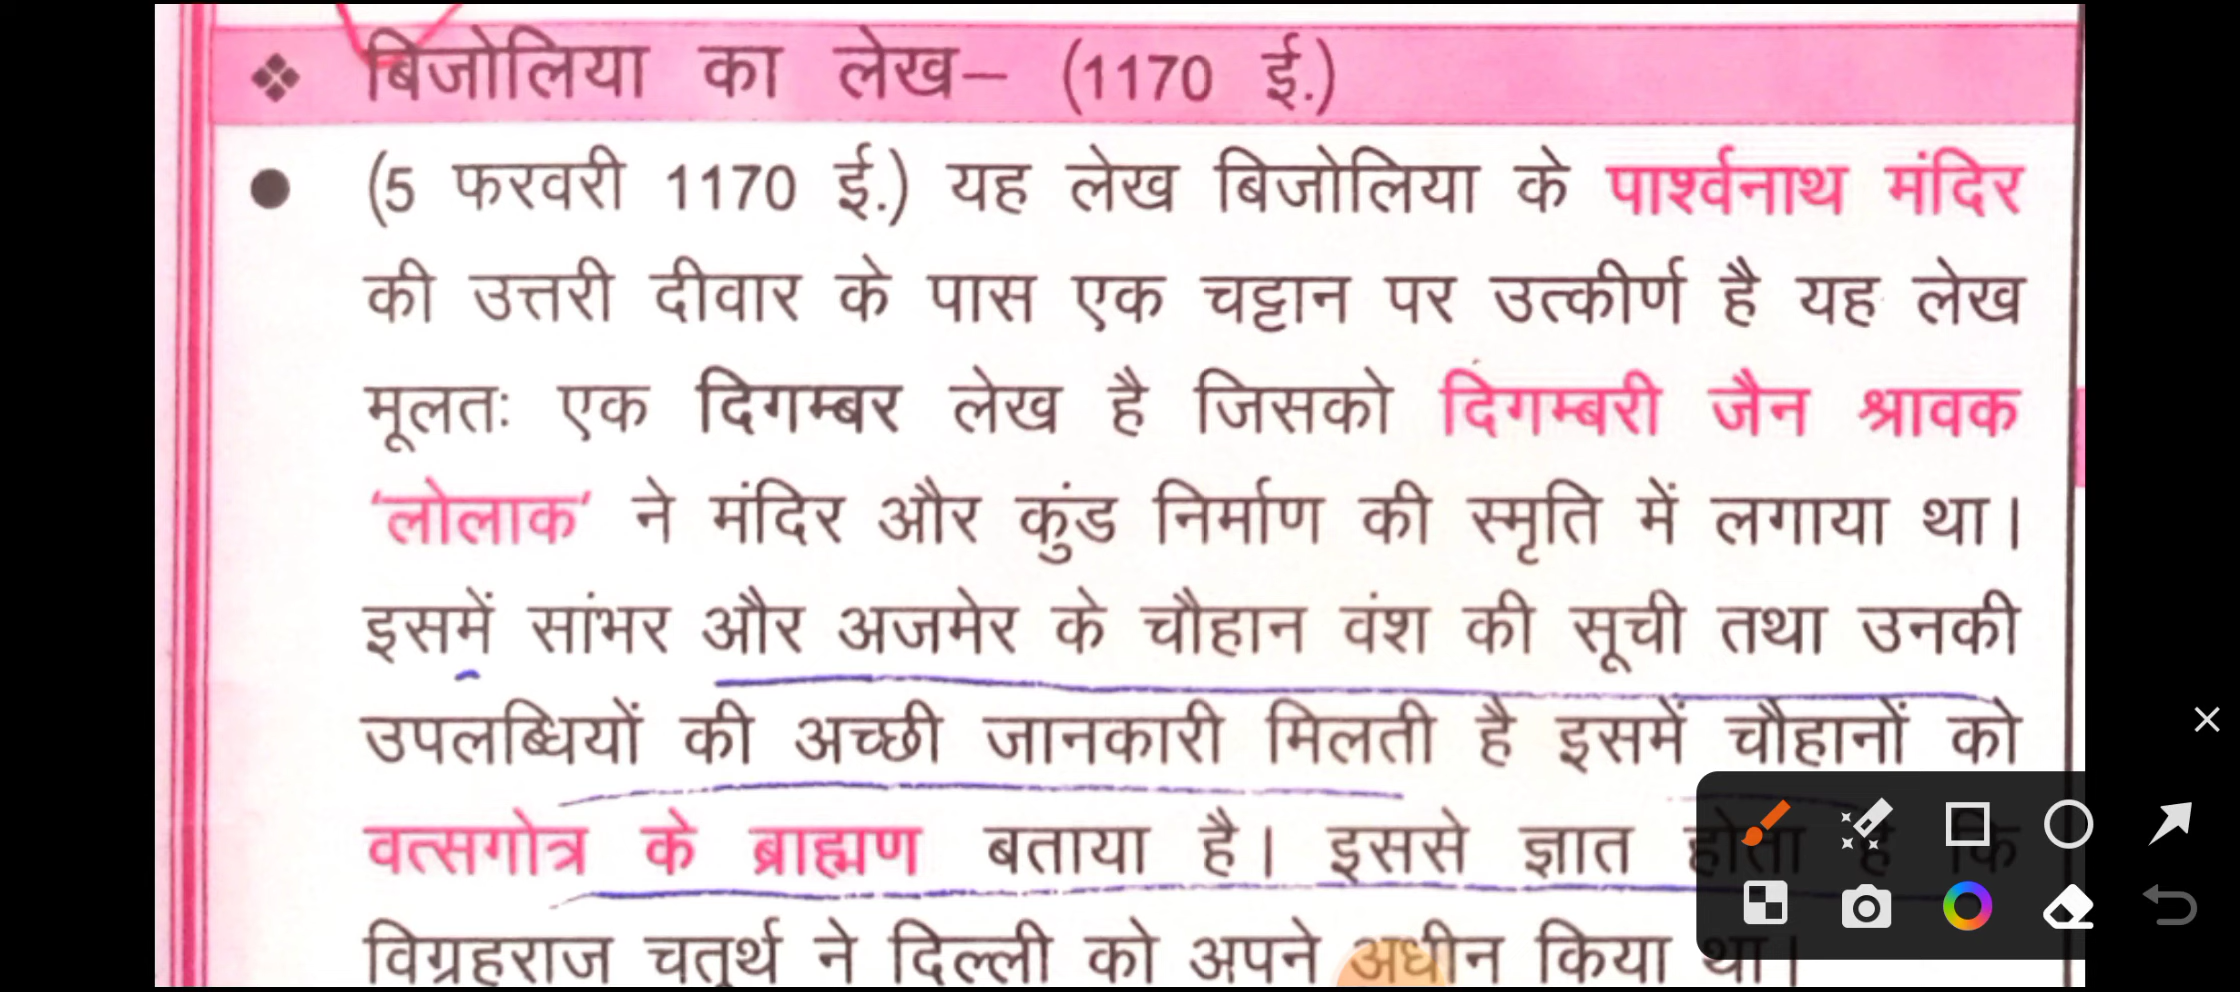 ❖ बिजोलिया का लेख– (1170 ई.)
● (5 फरवरी 1170 ई.) यह लेख बिजोलिया के पार्श्वनाथ मंदिर
की उत्तरी दीवार के पास एक चट्टान पर उत्कीर्ण है यह लेख
मूलतः एक दिगम्बर लेख है जिसको दिगम्बरी जैन श्रावक
‘लोलाक’ ने मंदिर और कुंड निर्माण की स्मृति में लगाया था।
इसमें सांभर और अजमेर के चौहान वंश की सूची तथा उनकी
उपलब्धियों की अच्छी जानकारी मिलती है इसमें चौहानों को
वत्सगोत्र के ब्राह्मण बताया है। इससे ज्ञात होता है कि
विग्रहराज चतुर्थ ने दिल्ली को अपने अधीन किया था।